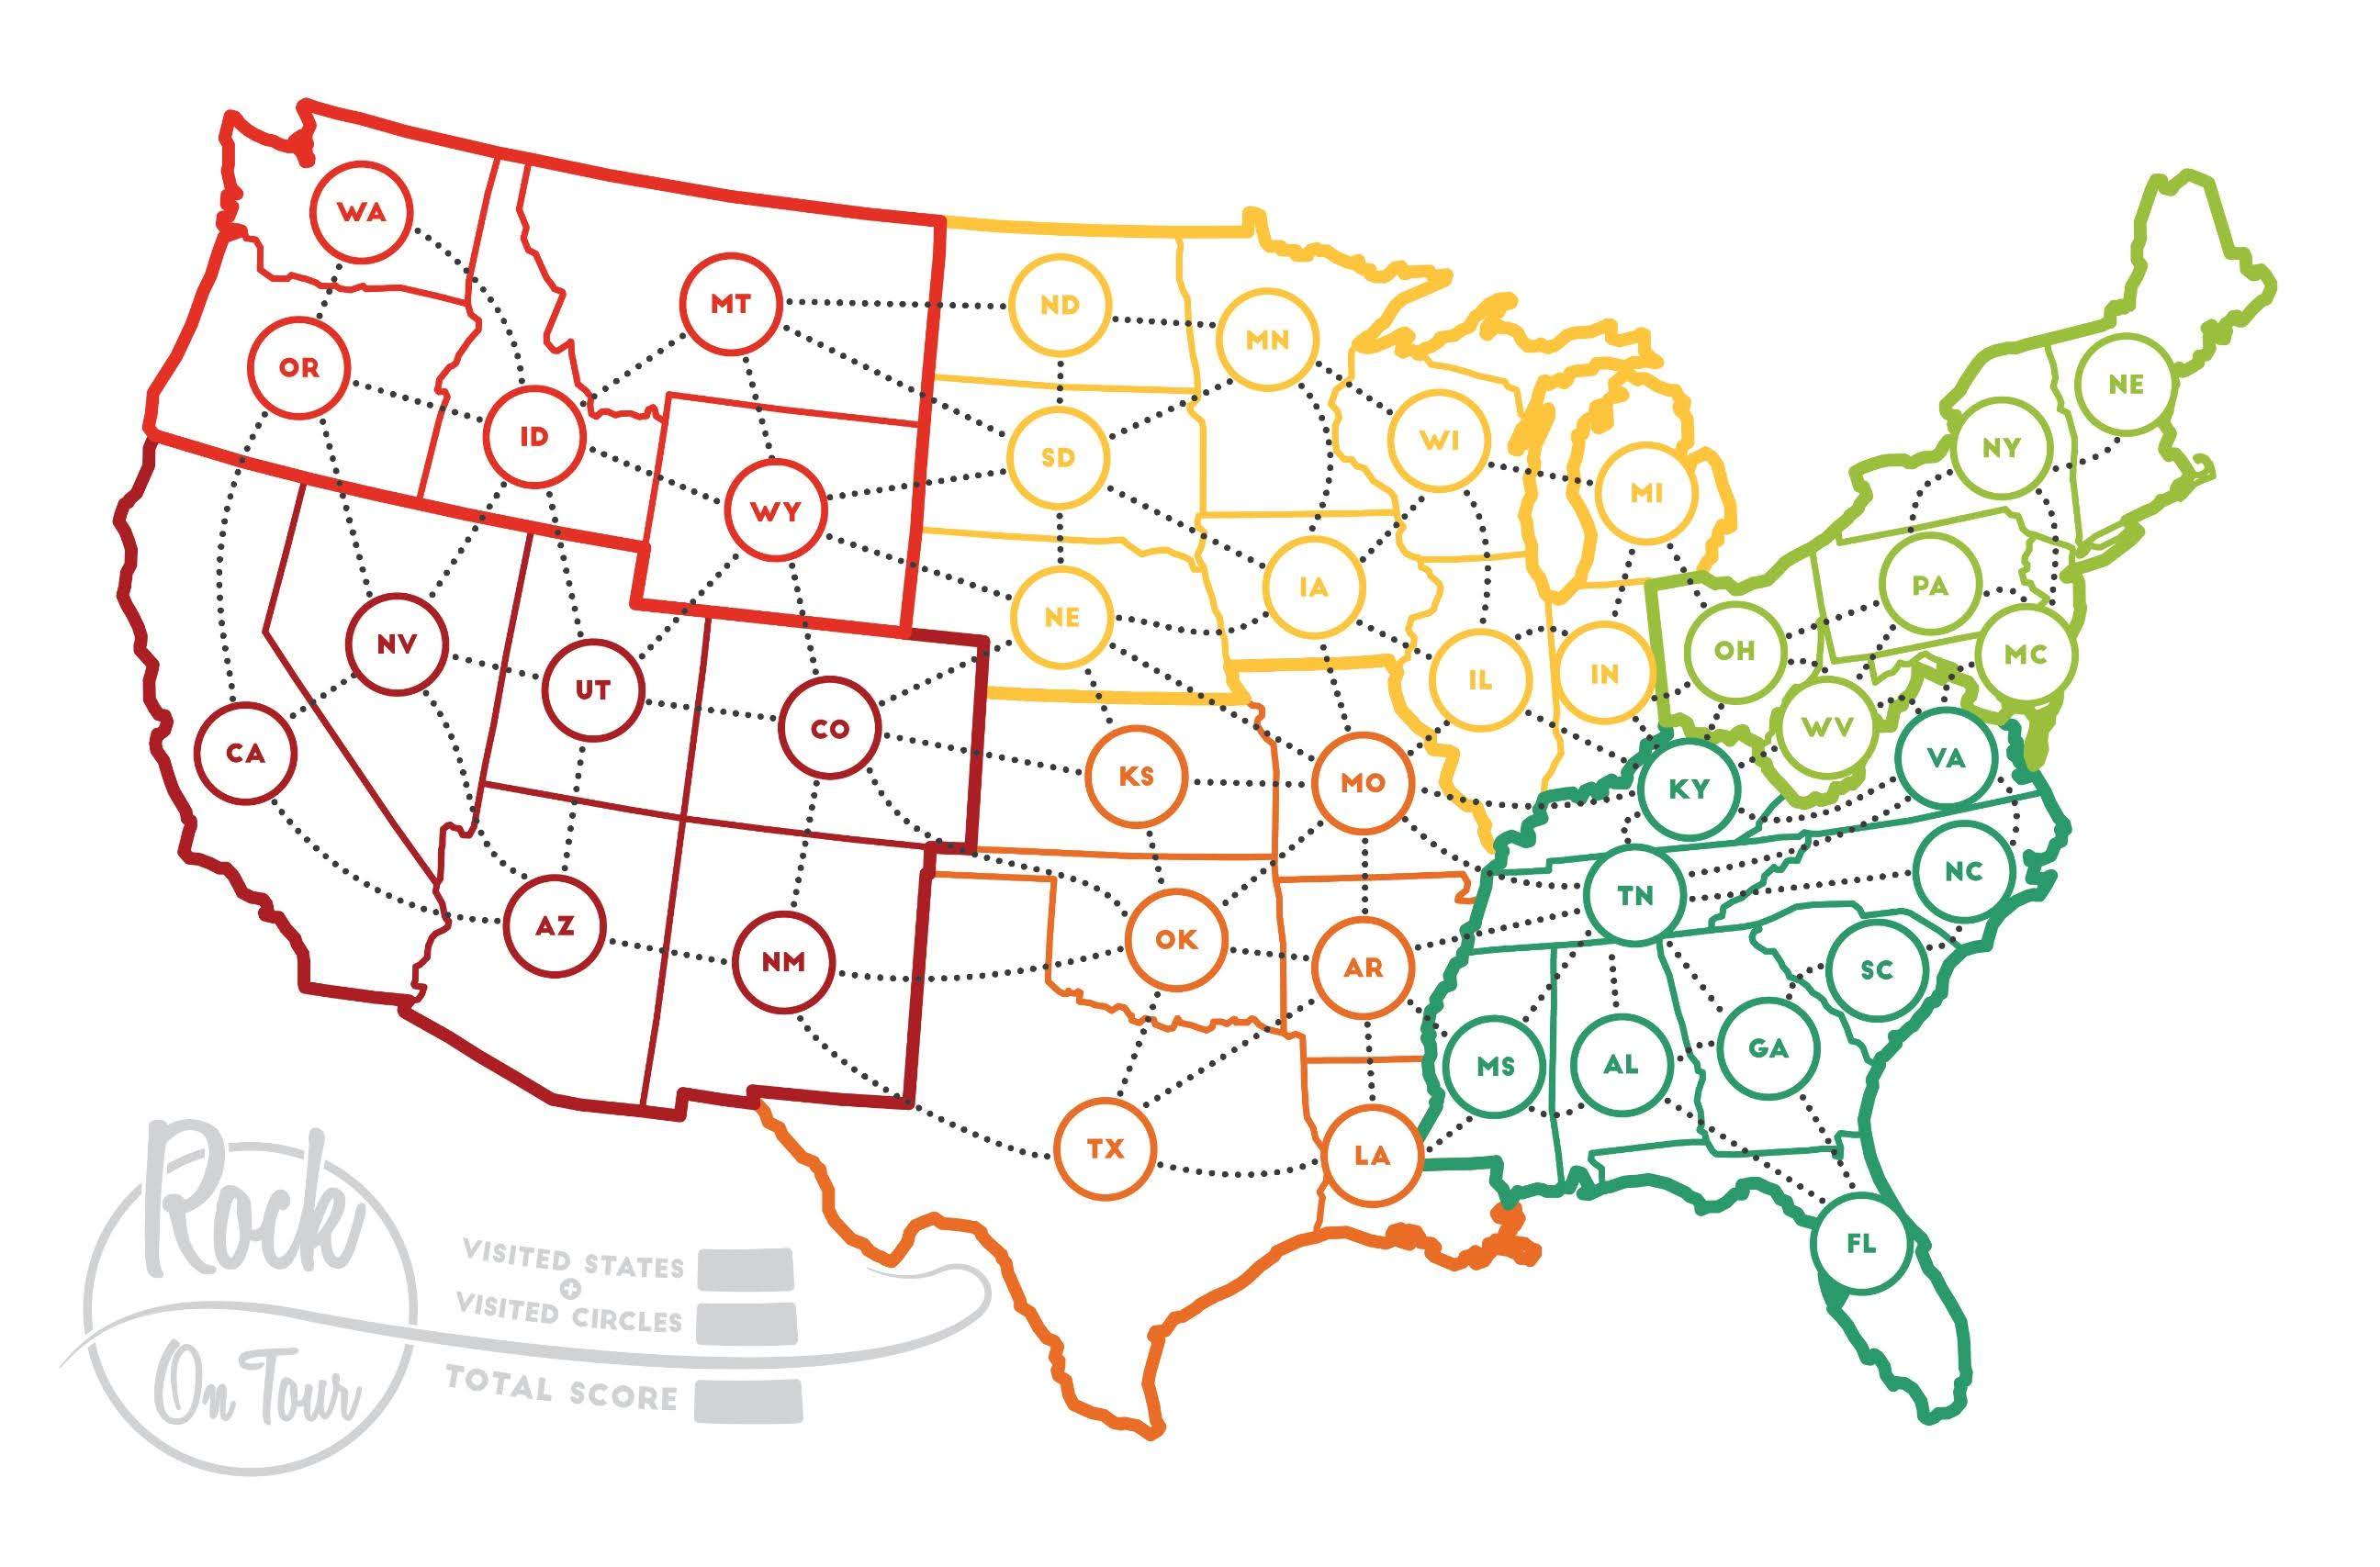 WA
MT
ND
MN
OR
NE
ID
WI
NY
SD
MI
WY
IA
PA
NE
NV
OH
MC
UT
IL
IN
CO
WV
CA
KS
MO
KY
VA
AZ
NM
OK
AR
TN
NC
SC
MS
AL
GA
TX
LA
FL
Rock
On Tour
VISITED STATES
+
VISITED CIRCLES
TOTAL SCORE